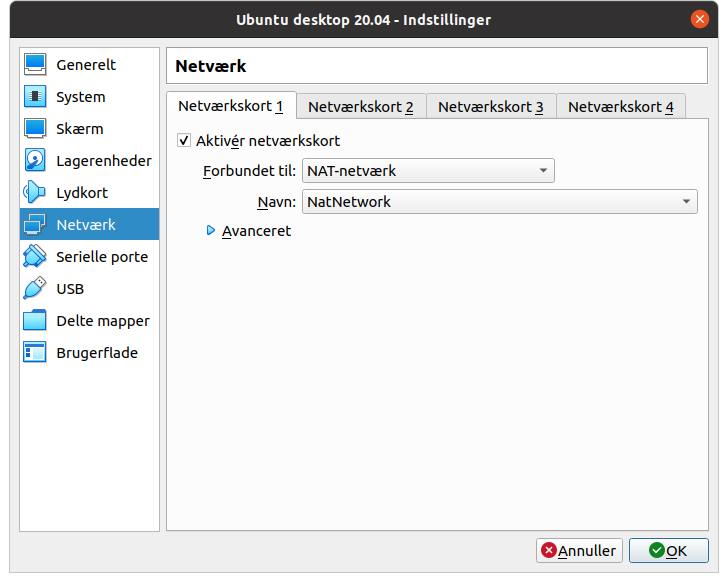 Ubuntu desktop 20.04 - Indstillinger
Generelt
System
Skærm
Lagerenheder
Lydkort
Netværk
Serielle porte
USB
Delte mapper
Brugerflade
Netværk
Netværkskort 1 Netværkskort 2 Netværkskort 3 Netværkskort 4
Aktivér netværkskort
Forbundet til: NAT-netværk
Navn: NatNetwork
Avanceret
Annuller OK